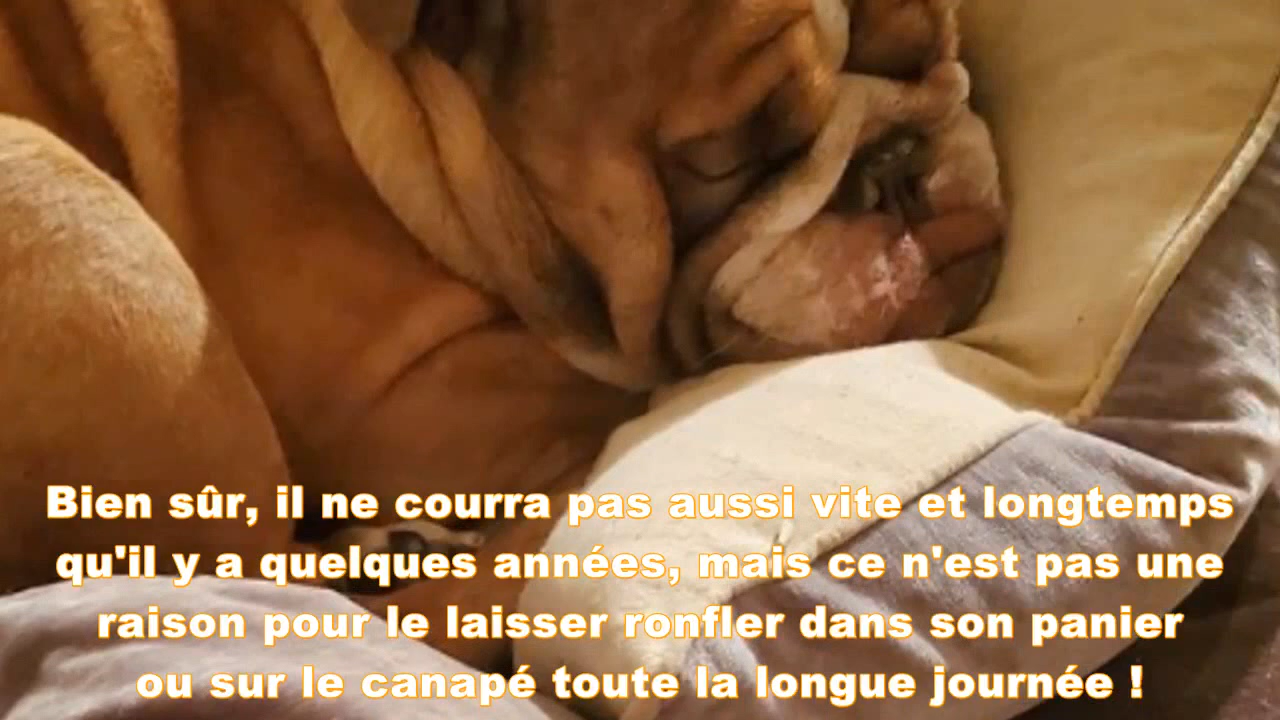 Bien sûr, il ne courra pas aussi vite et longtemps
qu'il y a quelques années, mais ce n'est pas une
raison pour le laisser ronfler dans son panier
ou sur le canapé toute la longue journée !